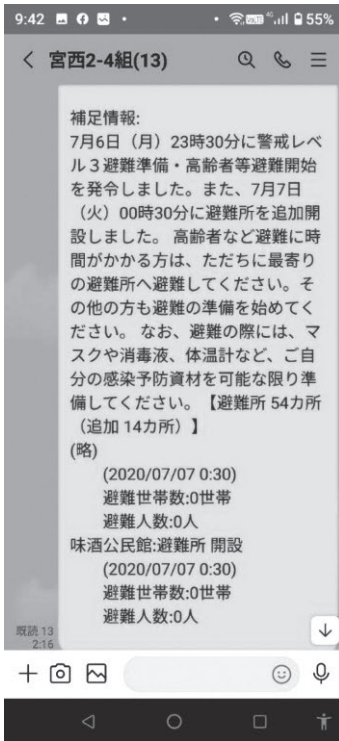 9:42
55%
宮西2-4組(13)
補足情報:
7月6日（月）23時30分に警戒レベ
ル３避難準備・高齢者等避難開始
を発令しました。また、7月7日
（火）00時30分に避難所を追加開
設しました。 高齢者など避難に時
間がかかる方は、ただちに最寄り
の避難所へ避難してください。そ
の他の方も避難の準備を始めてく
ださい。 なお、避難の際には、マ
スクや消毒液、体温計など、ご自
分の感染予防資材を可能な限り準
備してください。【避難所 54カ所
（追加 14カ所）】
(略)
(2020/07/07 0:30)
避難世帯数:0世帯
避難人数:0人
味酒公民館:避難所 開設
(2020/07/07 0:30)
避難世帯数:0世帯
避難人数:0人
既読 13
2:16